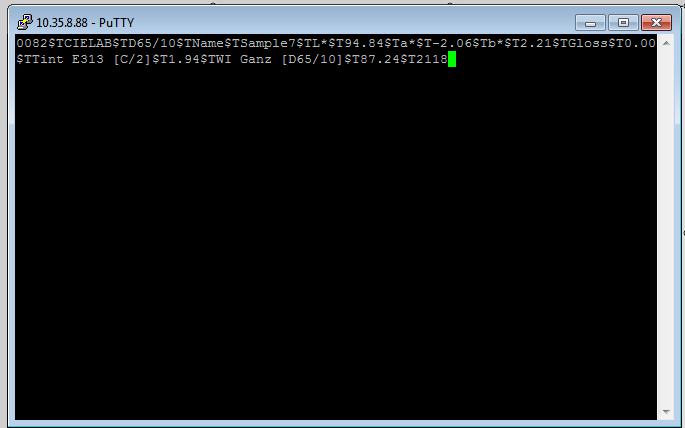 10.35.8.88 - PuTTY
0082$TCIELAB$TD65/10$TName$TSample7$TL*$T94.84$Ta*$T-2.06$Tb*$T2.21$TGloss$T0.00
$TTint E313 [C/2]$T1.94$TWI Ganz [D65/10]$T87.24$T2118